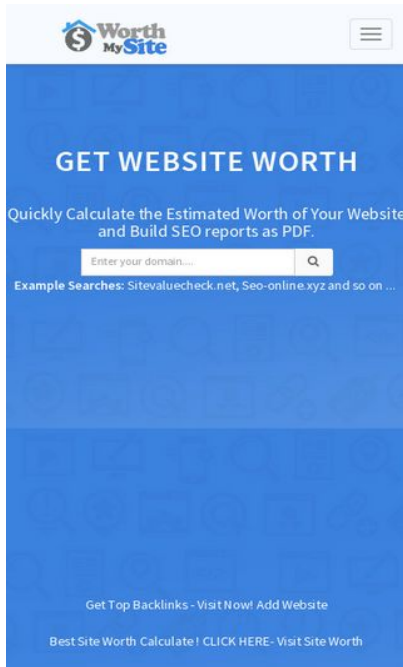 Worth
My Site
GET WEBSITE WORTH
Quickly Calculate the Estimated Worth of Your Website
and Build SEO reports as PDF.
Enter your domain....
Example Searches: Sitevaluecheck.net, Seo-online.xyz and so on ...
Get Top Backlinks - Visit Now! Add Website
Best Site Worth Calculate ! CLICK HERE- Visit Site Worth